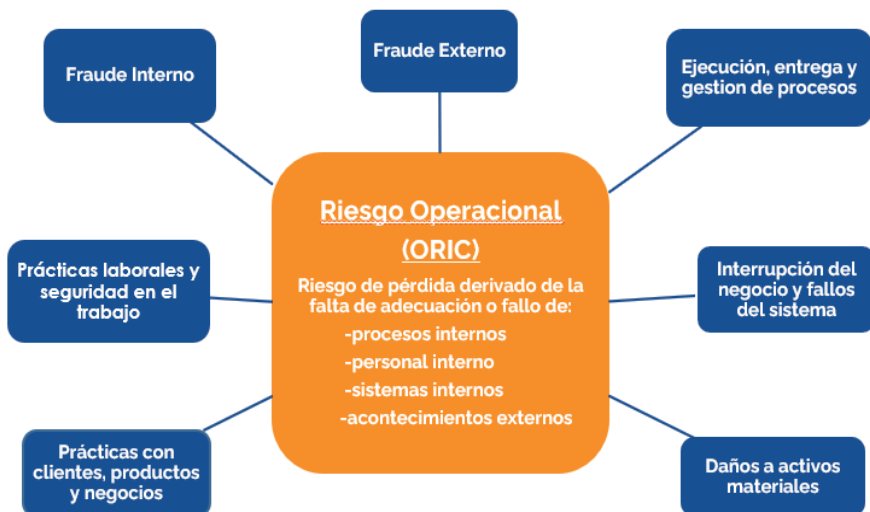 Fraude Interno
Fraude Externo
Ejecución, entrega y
gestion de procesos
Riesgo Operacional
(ORIC)
Riesgo de pérdida derivado de la
falta de adecuación o fallo de:
-procesos internos
-personal interno
-sistemas internos
-acontecimientos externos
Prácticas laborales y
seguridad en el
trabajo
Interrupción del
negocio y fallos
del sistema
Prácticas con
clientes, productos
y negocios
Daños a activos
materiales